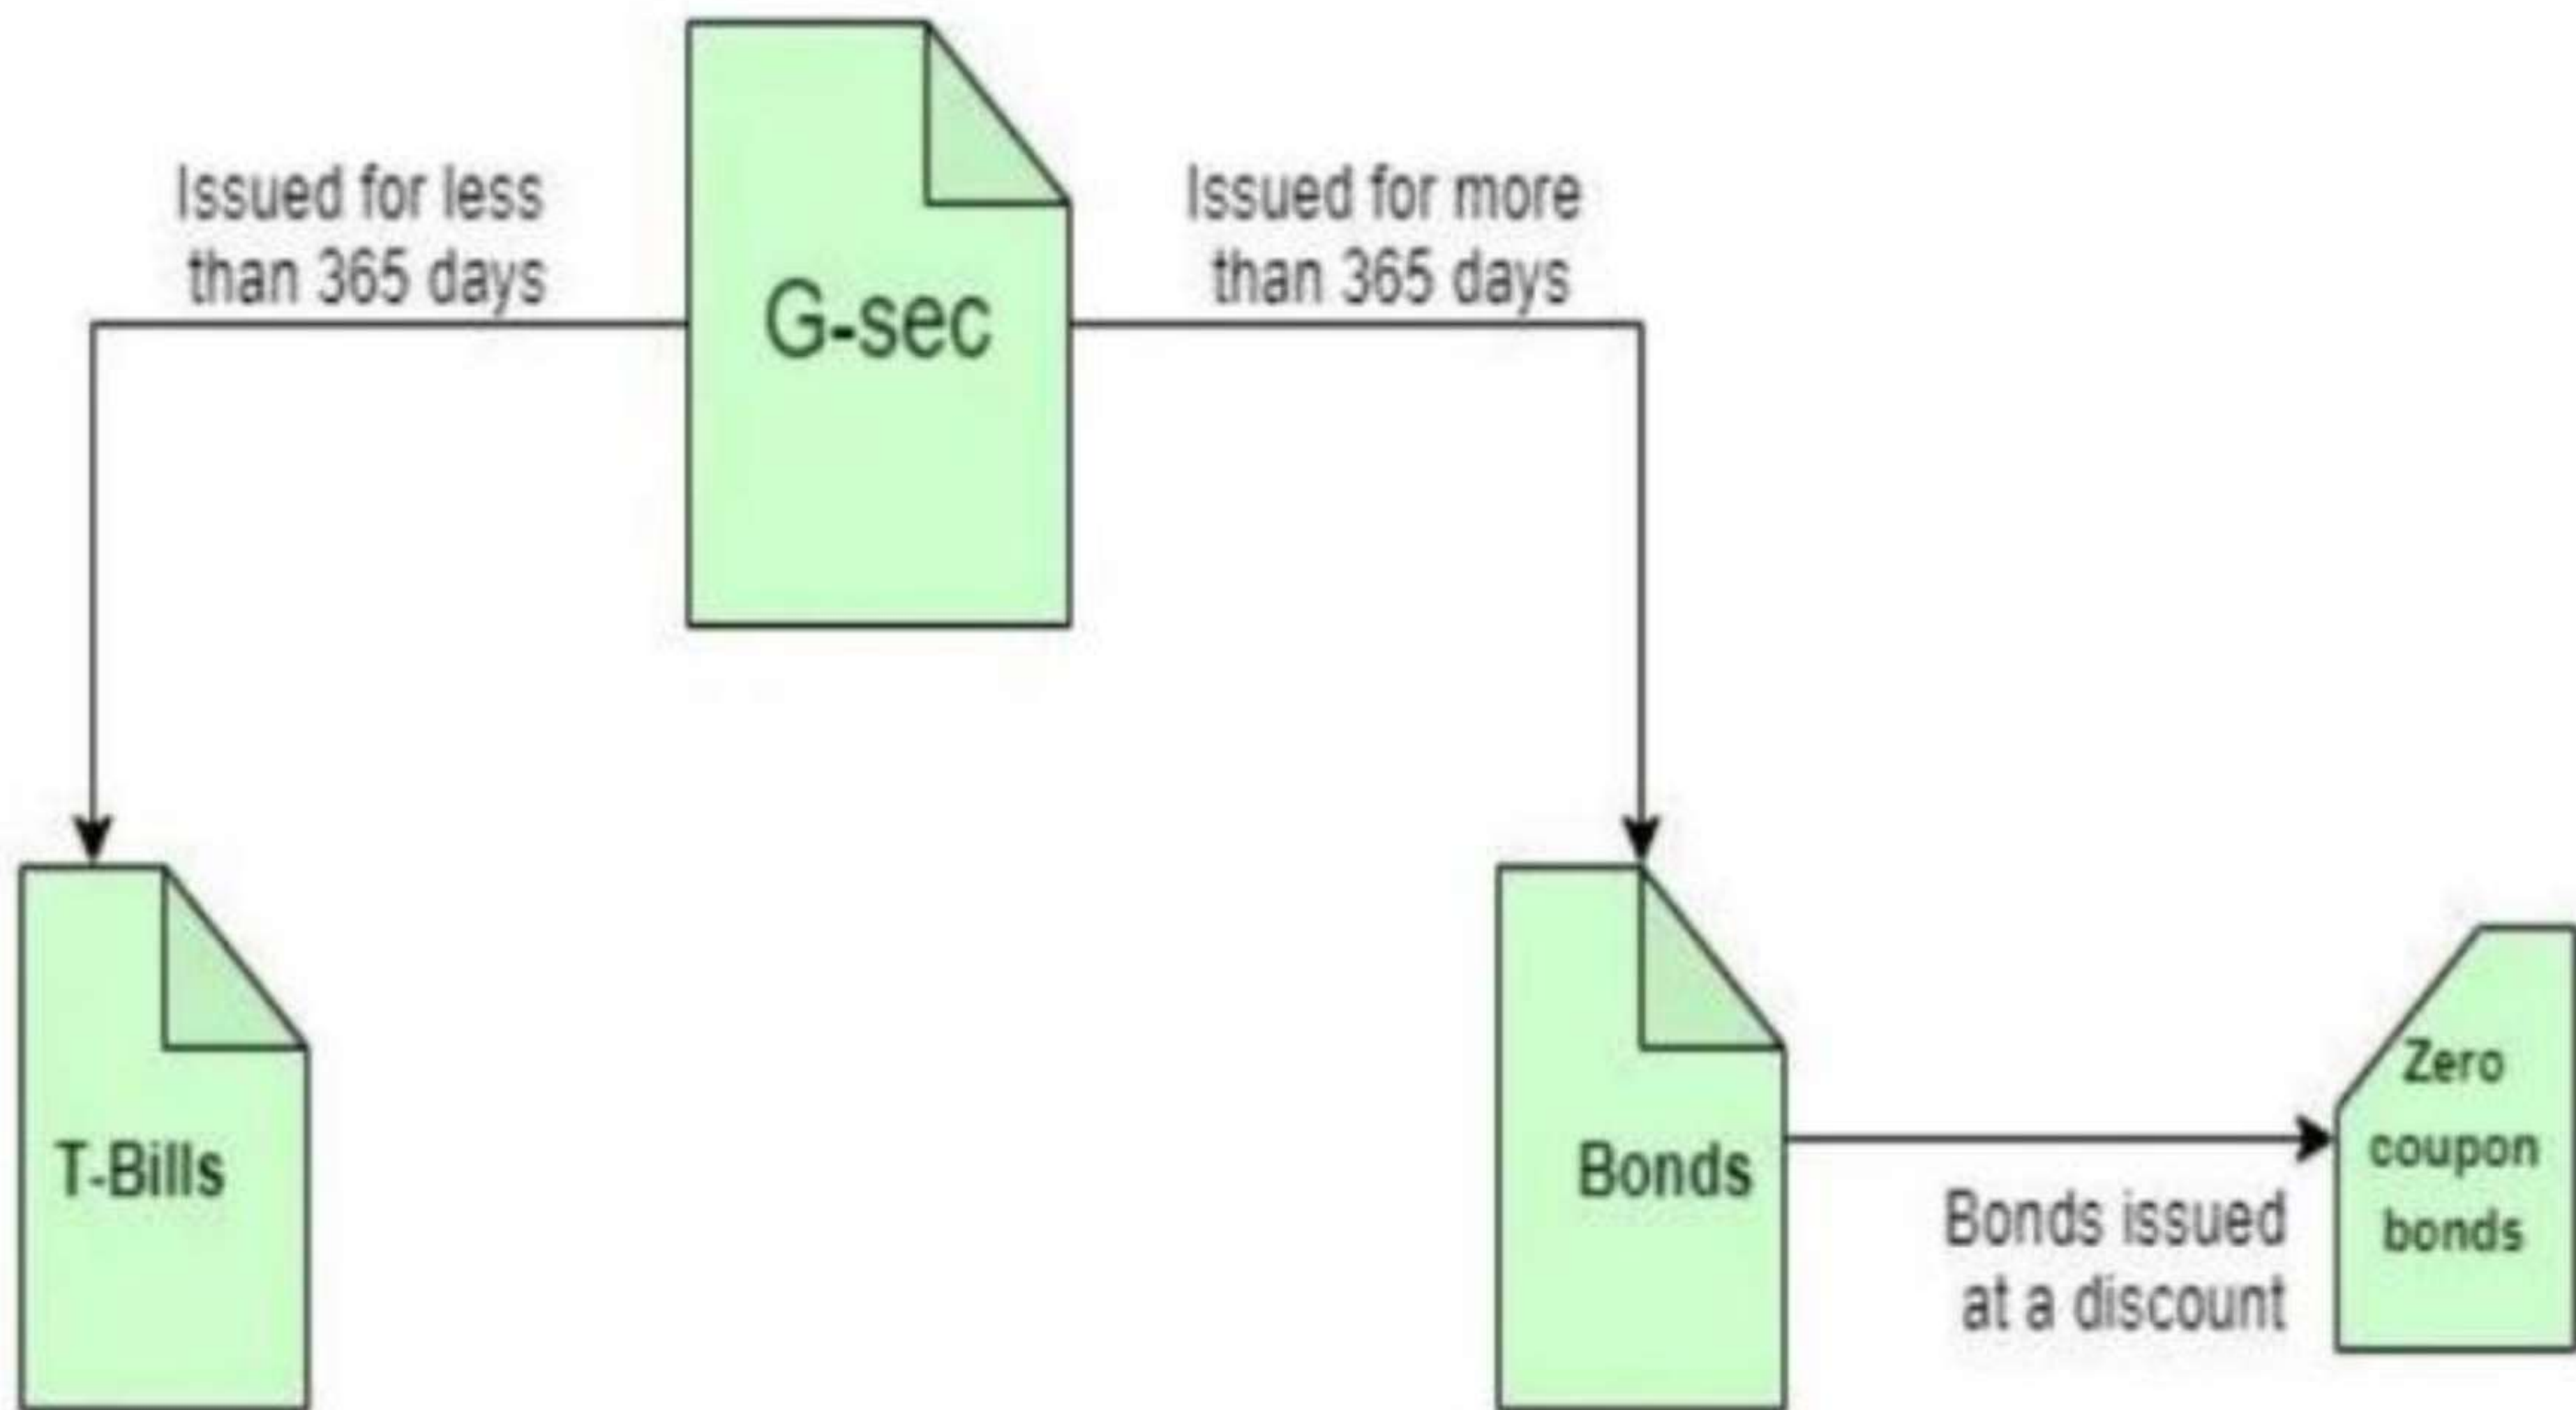 Issued for less
than 365 days
G-sec
Issued for more
than 365 days
T-Bills
Bonds
Bonds issued
at a discount
Zero
coupon
bonds